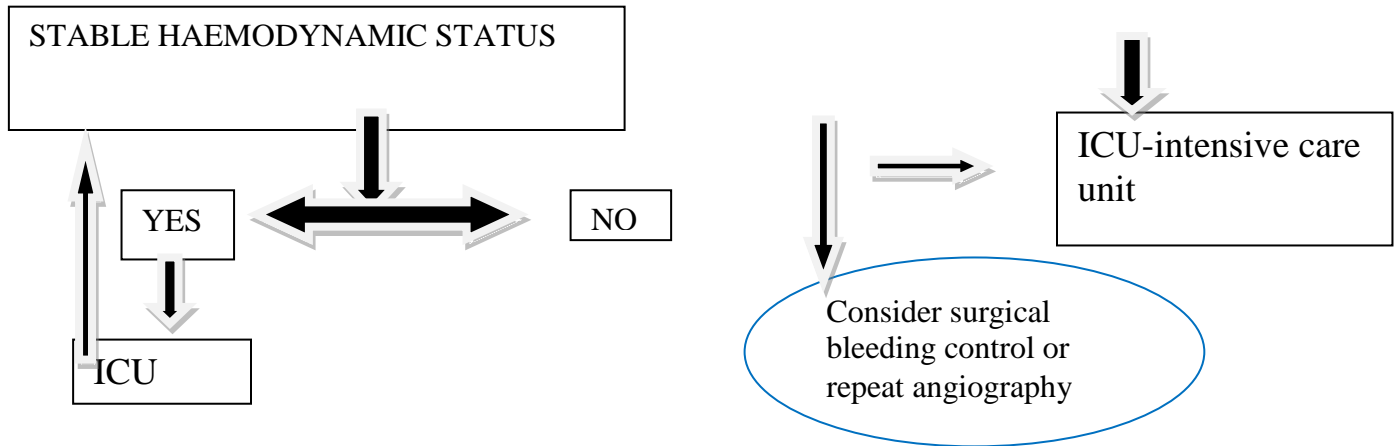 STABLE HAEMODYNAMIC STATUS
YES
NO
ICU
ICU-intensive care
unit
Consider surgical
bleeding control or
repeat angiography